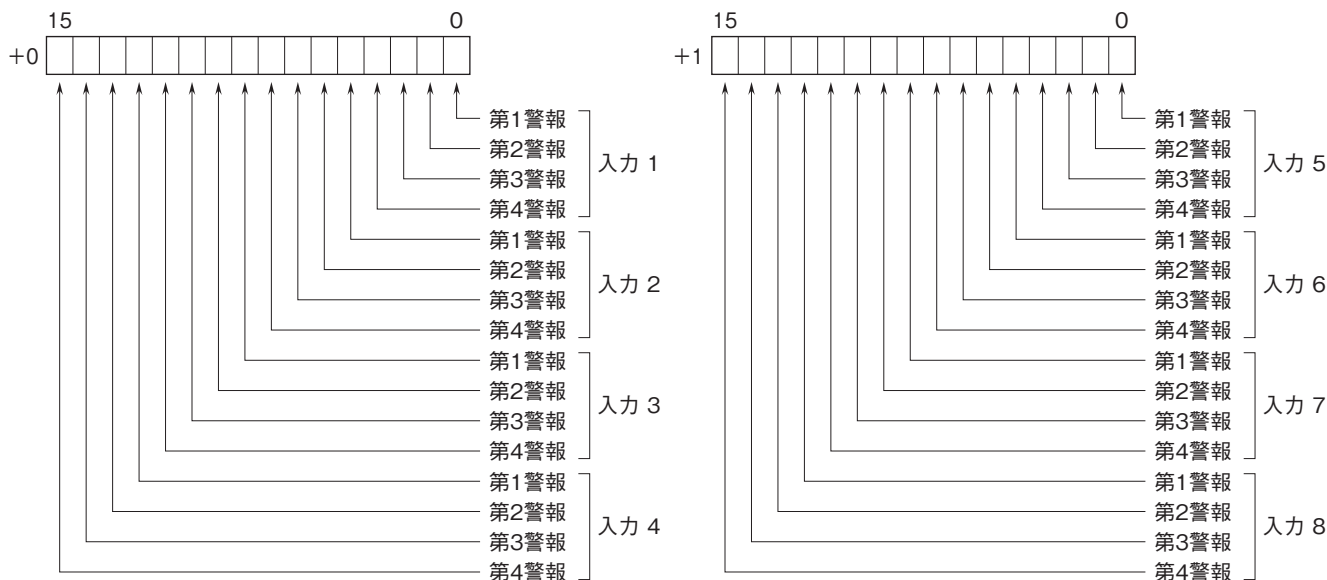 15 0
+0
第1警報
第2警報
第3警報
第4警報
入力 1
第1警報
第2警報
第3警報
第4警報
入力 2
第1警報
第2警報
第3警報
第4警報
入力 3
第1警報
第2警報
第3警報
第4警報
入力 4
15 0
+1
第1警報
第2警報
第3警報
第4警報
入力 5
第1警報
第2警報
第3警報
第4警報
入力 6
第1警報
第2警報
第3警報
第4警報
入力 7
第1警報
第2警報
第3警報
第4警報
入力 8